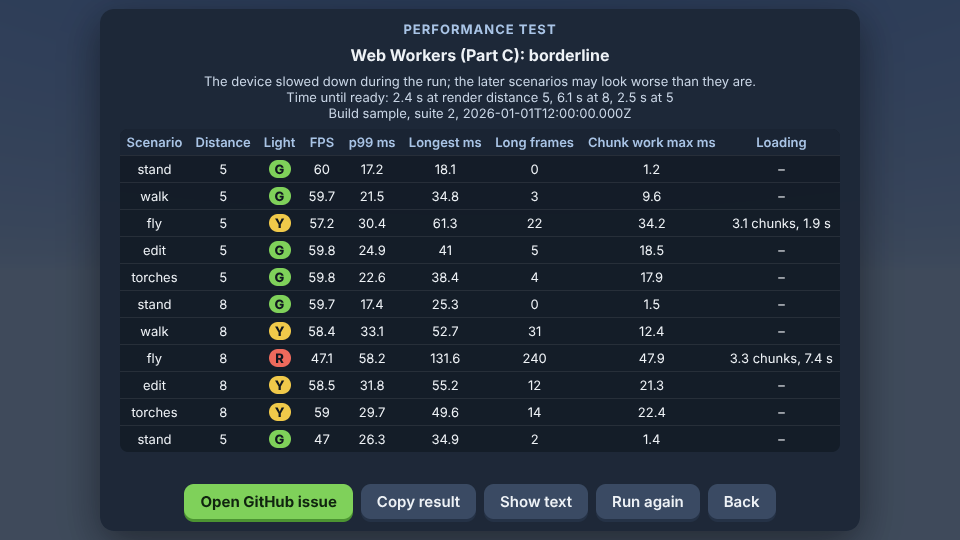 PERFORMANCE TEST
Web Workers (Part C): borderline
The device slowed down during the run; the later scenarios may look worse than they are.
Time until ready: 2.4 s at render distance 5, 6.1 s at 8, 2.5 s at 5
Build sample, suite 2, 2026-01-01T12:00:00.000Z
Scenario Distance Light FPS p99 ms Longest ms Long frames Chunk work max ms Loading
stand 5 G 60 17.2 18.1 0 1.2 –
walk 5 G 59.7 21.5 34.8 3 9.6 –
fly 5 Y 57.2 30.4 61.3 22 34.2 3.1 chunks, 1.9 s
edit 5 G 59.8 24.9 41 5 18.5 –
torches 5 G 59.8 22.6 38.4 4 17.9 –
stand 8 G 59.7 17.4 25.3 0 1.5 –
walk 8 Y 58.4 33.1 52.7 31 12.4 –
fly 8 R 47.1 58.2 131.6 240 47.9 3.3 chunks, 7.4 s
edit 8 Y 58.5 31.8 55.2 12 21.3 –
torches 8 Y 59 29.7 49.6 14 22.4 –
stand 5 G 47 26.3 34.9 2 1.4 –
Open GitHub issue Copy result Show text Run again Back